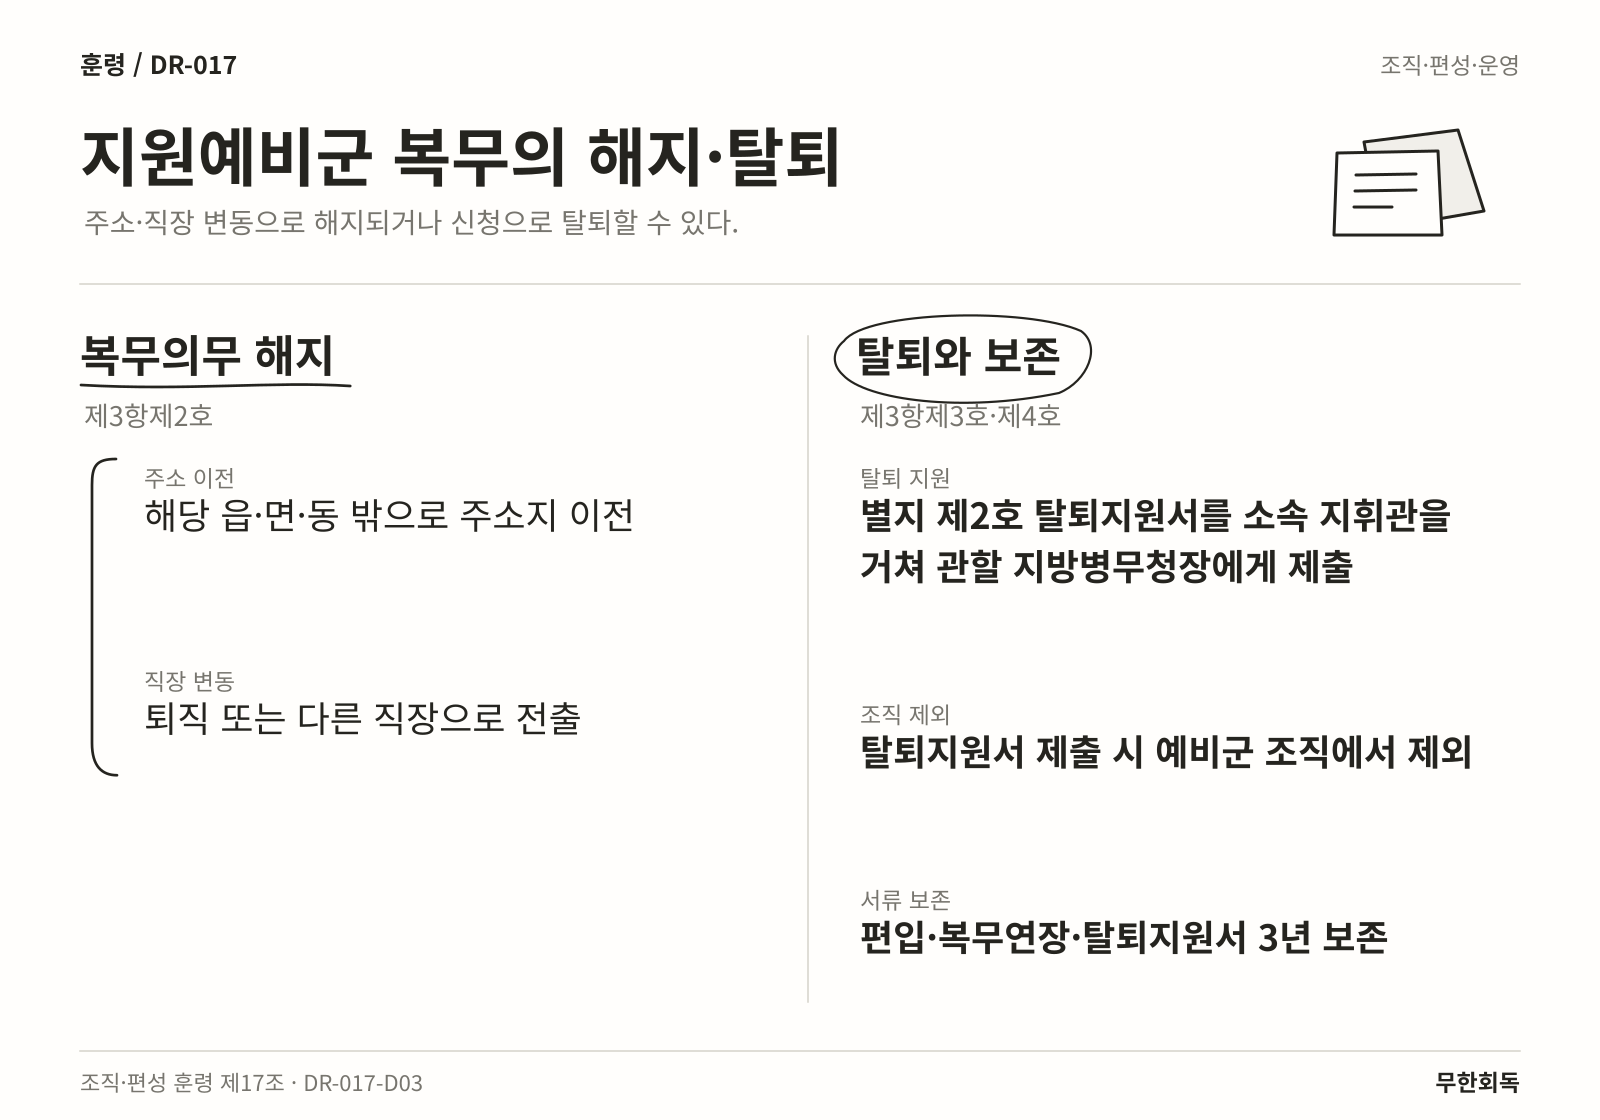 훈령 / DR-017
조직·편성·운영
지원예비군 복무의 해지·탈퇴
주소·직장 변동으로 해지되거나 신청으로 탈퇴할 수 있다.
복무의무 해지
제3항제2호
주소 이전
해당 읍·면·동 밖으로 주소지 이전
직장 변동
퇴직 또는 다른 직장으로 전출
탈퇴와 보존
제3항제3호·제4호
탈퇴 지원
별지 제2호 탈퇴지원서를 소속 지휘관을
거쳐 관할 지방병무청장에게 제출
조직 제외
탈퇴지원서 제출 시 예비군 조직에서 제외
서류 보존
편입·복무연장·탈퇴지원서 3년 보존
조직·편성 훈령 제17조 · DR-017-D03
무한회독